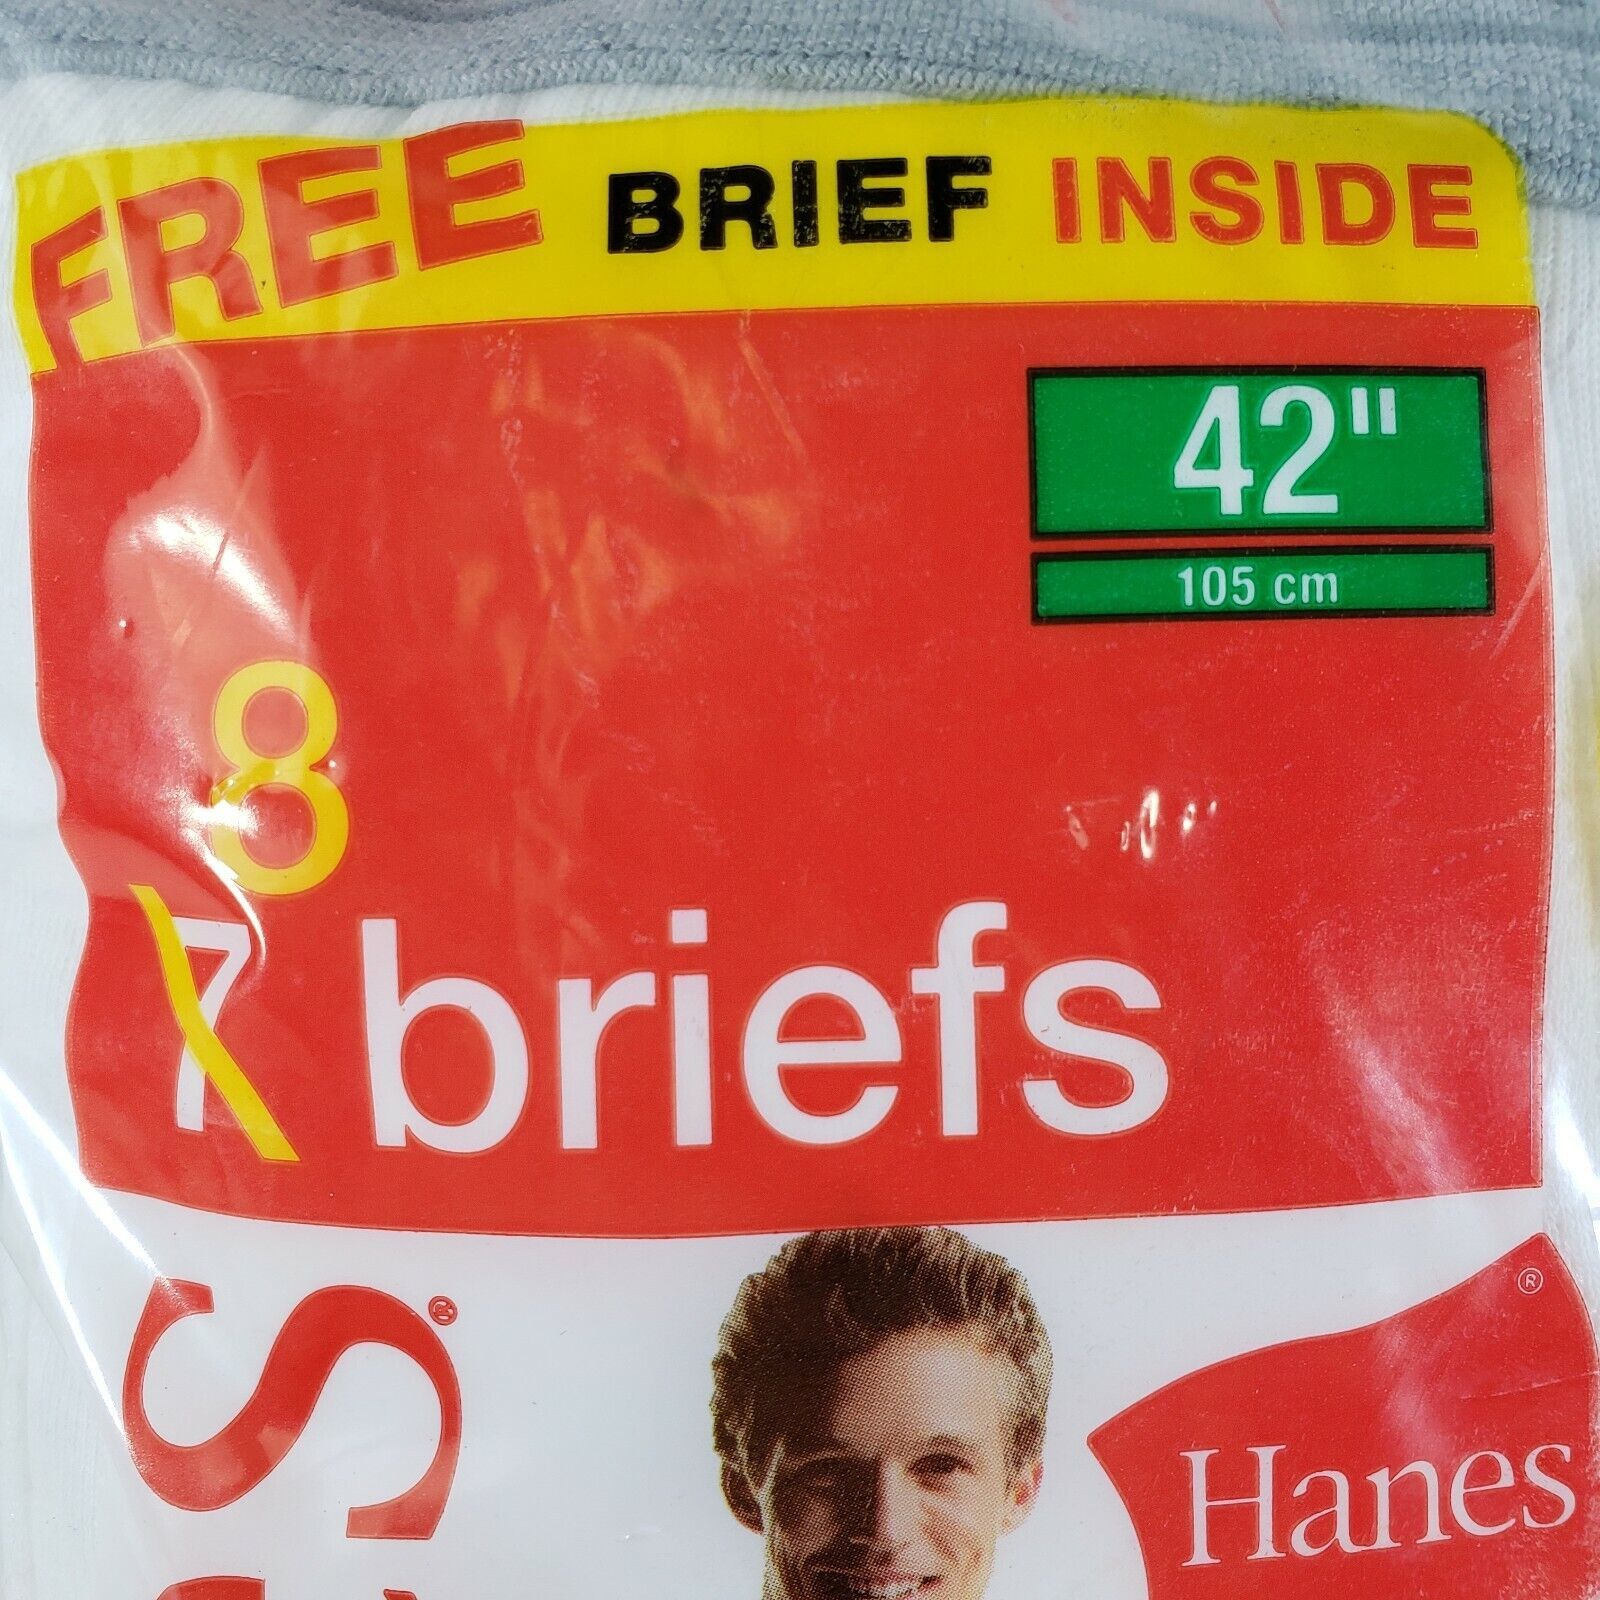 FREE BRIEF INSIDE
42"
105 cm
8
7 briefs
®
Hanes